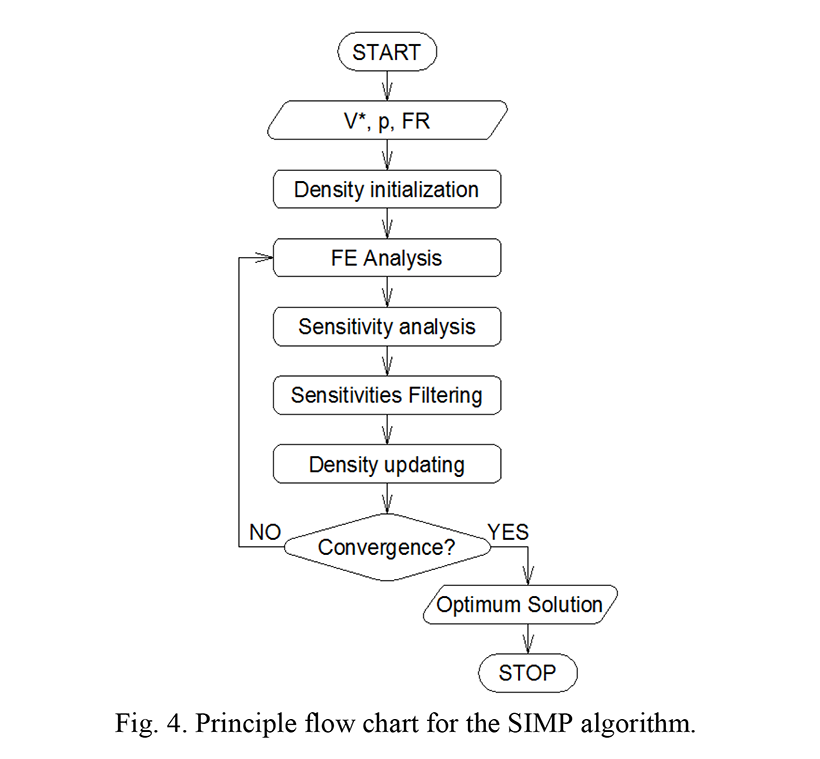 START
V*, p, FR
Density initialization
FE Analysis
Sensitivity analysis
Sensitivities Filtering
Density updating
NO
Convergence?
YES
Optimum Solution
STOP
Fig. 4. Principle flow chart for the SIMP algorithm.